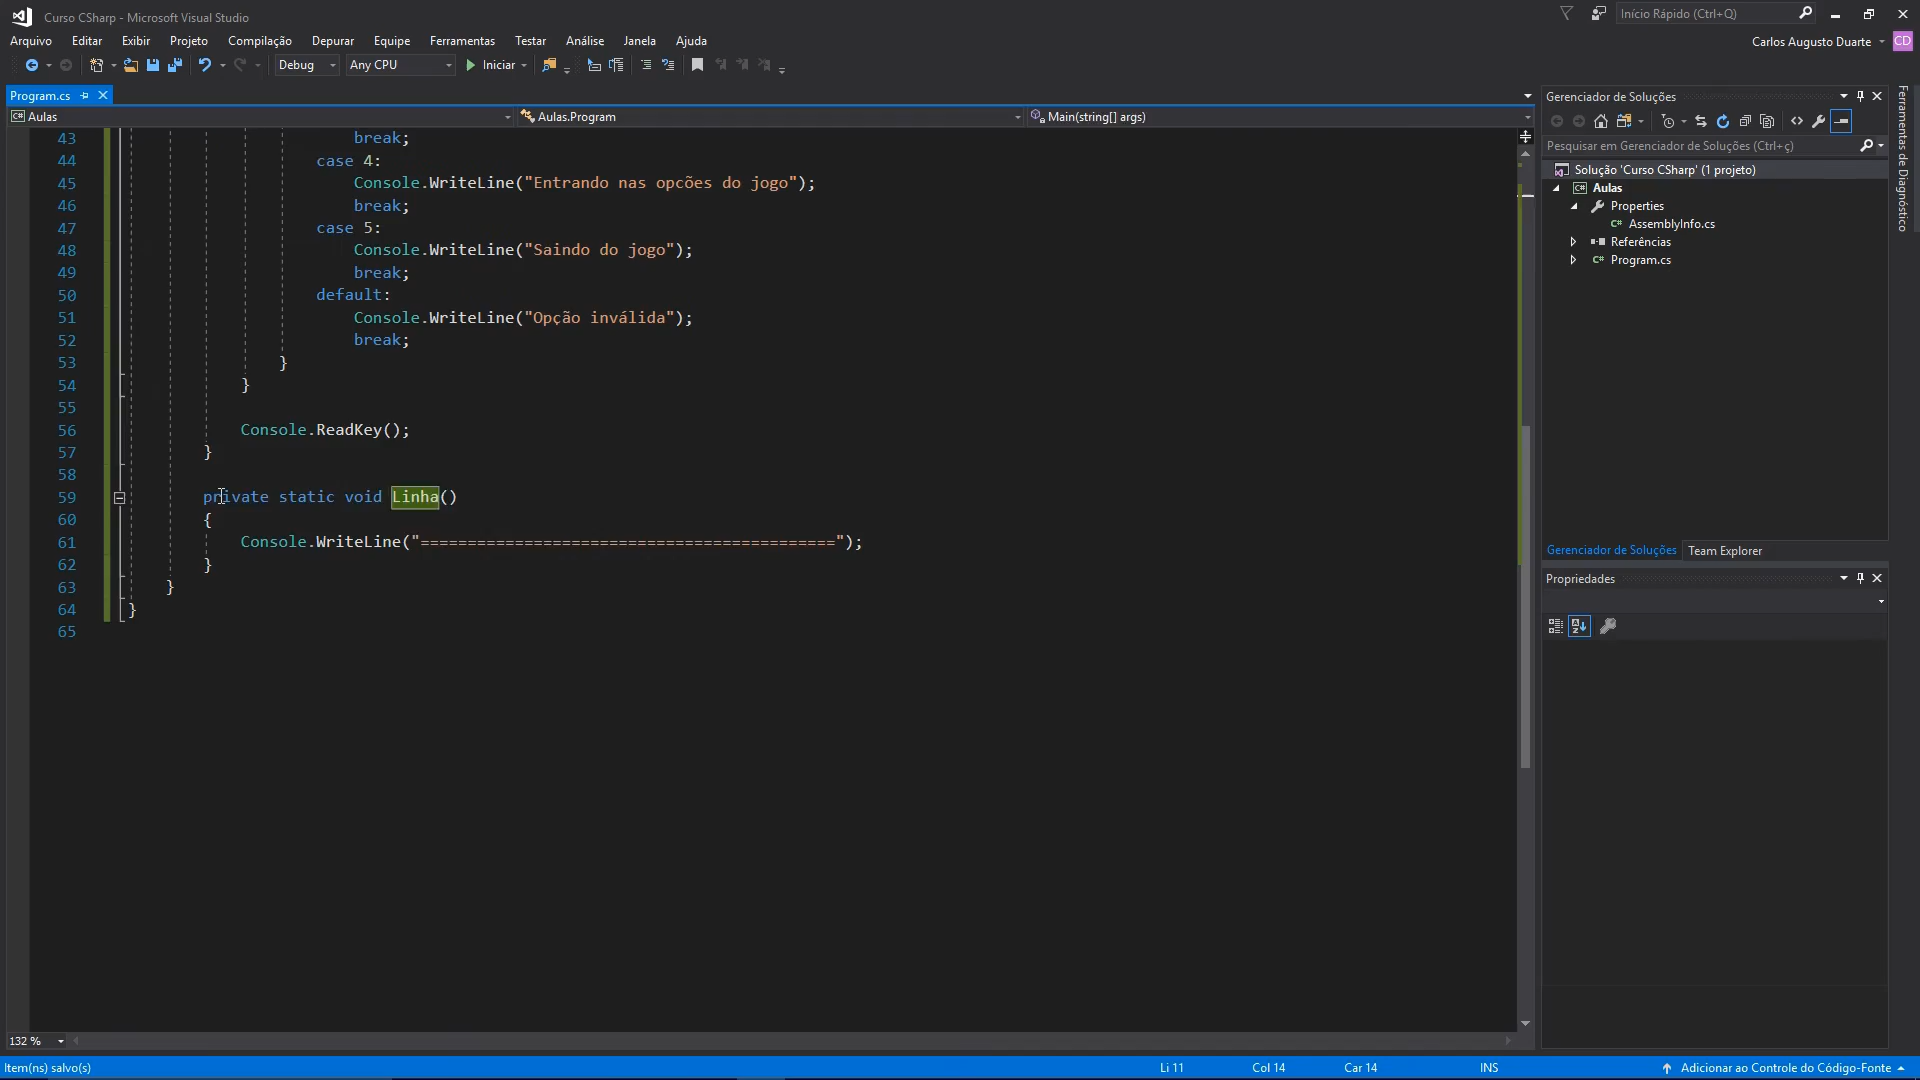 Curso CSharp - Microsoft Visual Studio
Início Rápido (Ctrl+Q)
Arquivo Editar Exibir Projeto Compilação Depurar Equipe Ferramentas Testar Análise Janela Ajuda
Carlos Augusto Duarte CD
Debug Any CPU Iniciar
Program.cs
Aulas Aulas.Program Main(string[] args)
43 break;
44 case 4:
45 Console.WriteLine("Entrando nas opcões do jogo");
46 break;
47 case 5:
48 Console.WriteLine("Saindo do jogo");
49 break;
50 default:
51 Console.WriteLine("Opção inválida");
52 break;
53 }
54 }
55
56 Console.ReadKey();
57 }
58
59 private static void Linha()
60 {
61 Console.WriteLine("============================================");
62 }
63 }
64 }
65
132 %
Gerenciador de Soluções
Pesquisar em Gerenciador de Soluções (Ctrl+ç)
Solução 'Curso CSharp' (1 projeto)
C# Aulas
Properties
C# AssemblyInfo.cs
Referências
C# Program.cs
Gerenciador de Soluções Team Explorer
Propriedades
Ferramentas de Diagnóstico
Item(ns) salvo(s) Li 11 Col 14 Car 14 INS Adicionar ao Controle do Código-Fonte